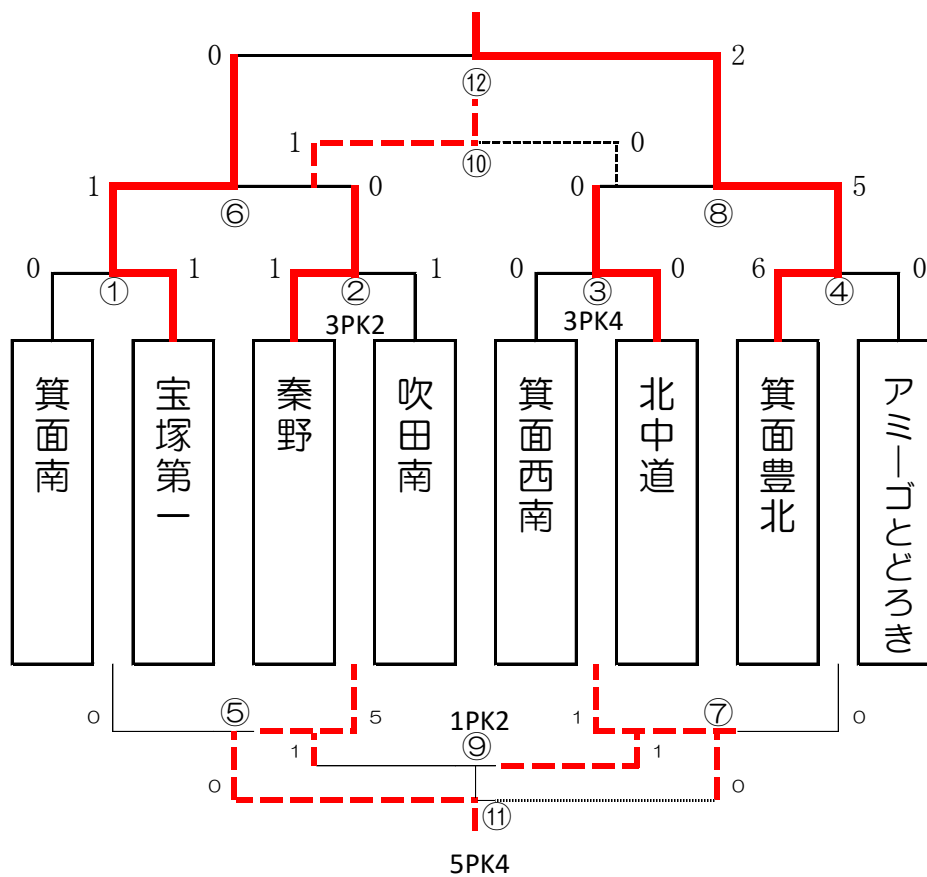 0 2
⑫
1 0
⑩
1 0 0 5
⑥ ⑧
0 1 1 1 0 0 6 0
① ② ③ ④
3PK2 3PK4
箕面南
宝塚第一
秦野
吹田南
箕面西南
北中道
箕面豊北
アミーゴとどろき
0 ⑤ 5 1PK2 1 ⑦ 0
1 ⑨ 1
0 0
⑪
5PK4